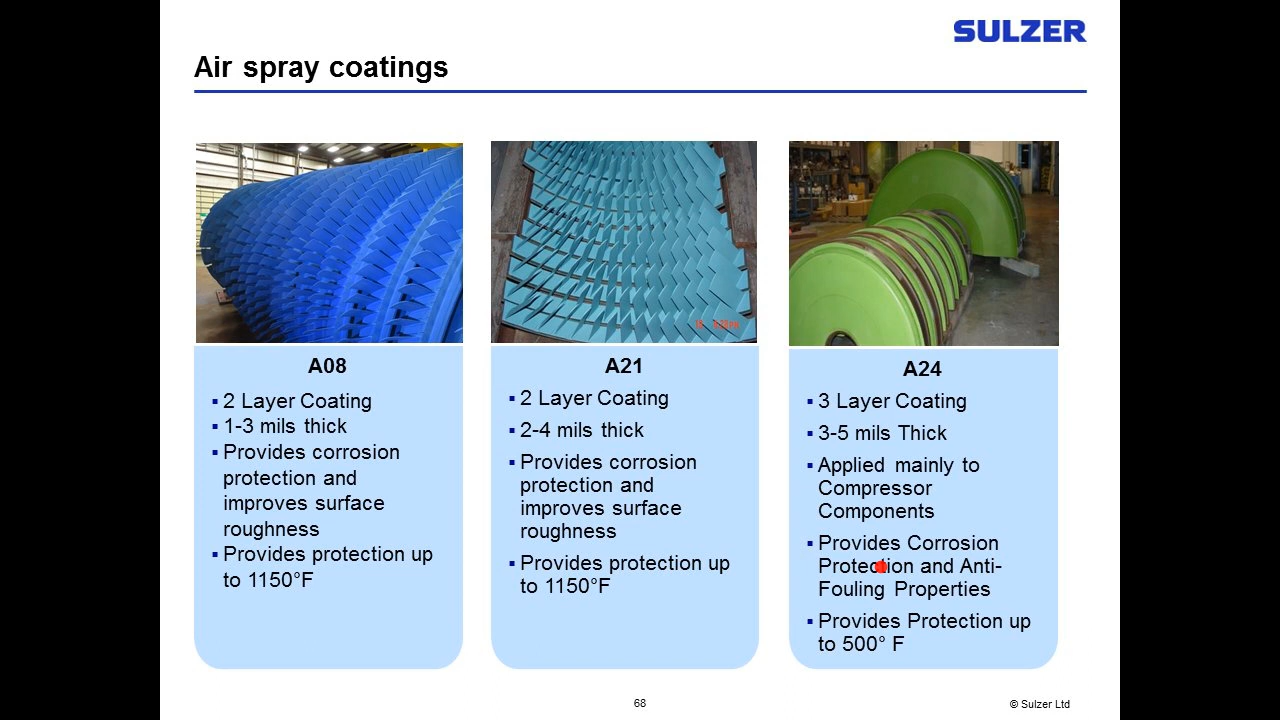 SULZER
Air spray coatings
A08
▪ 2 Layer Coating
▪ 1-3 mils thick
▪ Provides corrosion
protection and
improves surface
roughness
▪ Provides protection up
to 1150°F
A21
▪ 2 Layer Coating
▪ 2-4 mils thick
▪ Provides corrosion
protection and
improves surface
roughness
▪ Provides protection up
to 1150°F
A24
▪ 3 Layer Coating
▪ 3-5 mils Thick
▪ Applied mainly to
Compressor
Components
▪ Provides Corrosion
Protection and Anti-
Fouling Properties
▪ Provides Protection up
to 500° F
68
© Sulzer Ltd